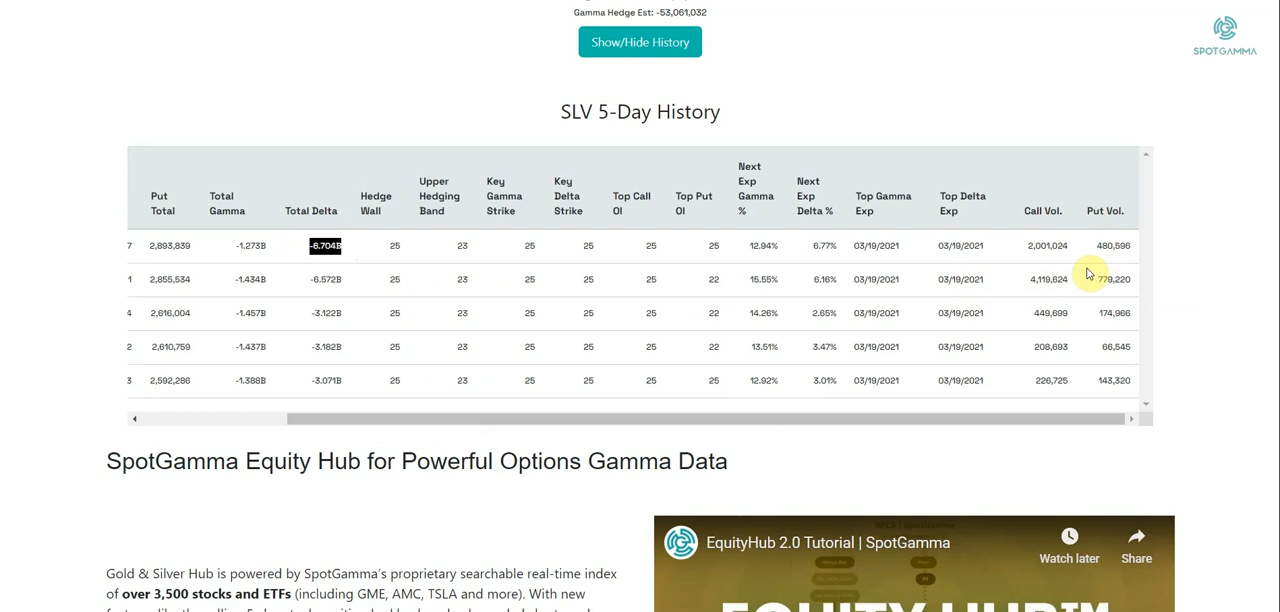 Gamma Hedge Est: -53,061,032
Show/Hide History
SPOTGAMMA
SLV 5-Day History
Put Total | Total Gamma | Total Delta | Hedge Wall | Upper Hedging Band | Key Gamma Strike | Key Delta Strike | Top Call OI | Top Put OI | Next Exp Gamma % | Next Exp Delta % | Top Gamma Exp | Top Delta Exp | Call Vol. | Put Vol.
7 2,893,839 -1.273B -6.704B 25 23 25 25 25 25 12.94% 6.77% 03/19/2021 03/19/2021 2,001,024 480,596
1 2,855,534 -1.434B -6.572B 25 23 25 25 25 22 15.55% 6.16% 03/19/2021 03/19/2021 4,119,624 779,220
4 2,616,004 -1.457B -3.122B 25 23 25 25 25 22 14.26% 2.65% 03/19/2021 03/19/2021 449,699 174,966
2 2,610,759 -1.437B -3.182B 25 23 25 25 25 22 13.51% 3.47% 03/19/2021 03/19/2021 208,693 66,545
3 2,592,286 -1.388B -3.071B 25 23 25 25 25 25 12.92% 3.01% 03/19/2021 03/19/2021 226,725 143,320
SpotGamma Equity Hub for Powerful Options Gamma Data
Gold & Silver Hub is powered by SpotGamma's proprietary searchable real-time index
of over 3,500 stocks and ETFs (including GME, AMC, TSLA and more). With new
EquityHub 2.0 Tutorial | SpotGamma
Watch later
Share
EQUITY HUB™